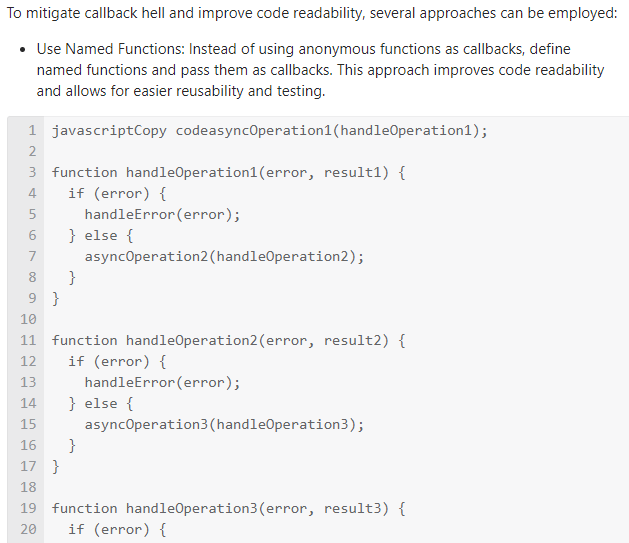 To mitigate callback hell and improve code readability, several approaches can be employed:
• Use Named Functions: Instead of using anonymous functions as callbacks, define
named functions and pass them as callbacks. This approach improves code readability
and allows for easier reusability and testing.
1 javascriptCopy codeasyncOperation1(handleOperation1);
2
3 function handleOperation1(error, result1) {
4   if (error) {
5     handleError(error);
6   } else {
7     asyncOperation2(handleOperation2);
8   }
9 }
10
11 function handleOperation2(error, result2) {
12   if (error) {
13     handleError(error);
14   } else {
15     asyncOperation3(handleOperation3);
16   }
17 }
18
19 function handleOperation3(error, result3) {
20   if (error) {